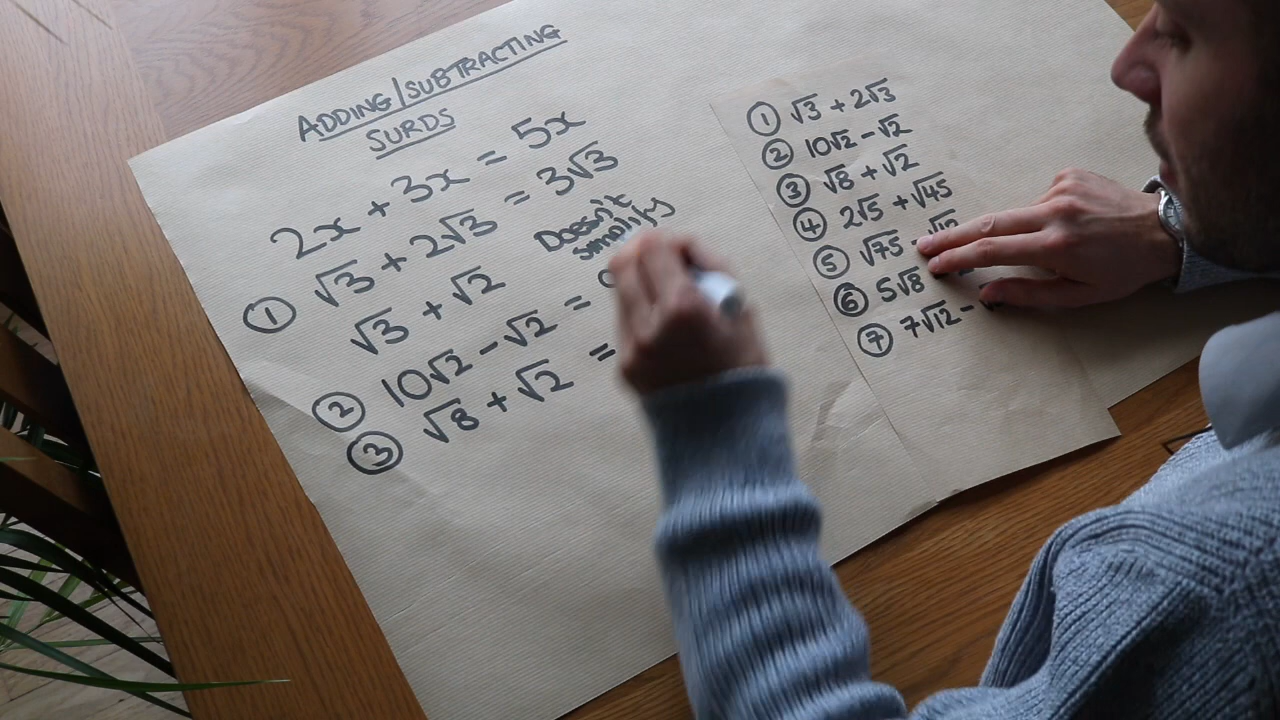 ADDING/SUBTRACTING
SURDS
2x + 3x = 5x
① √3 + 2√3 = 3√3
√3 + √2 Doesn't
simplify
② 10√2 - √2 =
③ √8 + √2 =
① √3 + 2√3
② 10√2 - √2
③ √8 + √2
④ 2√5 + √45
⑤ √75 -
⑥ 5√8
⑦ 7√12 -